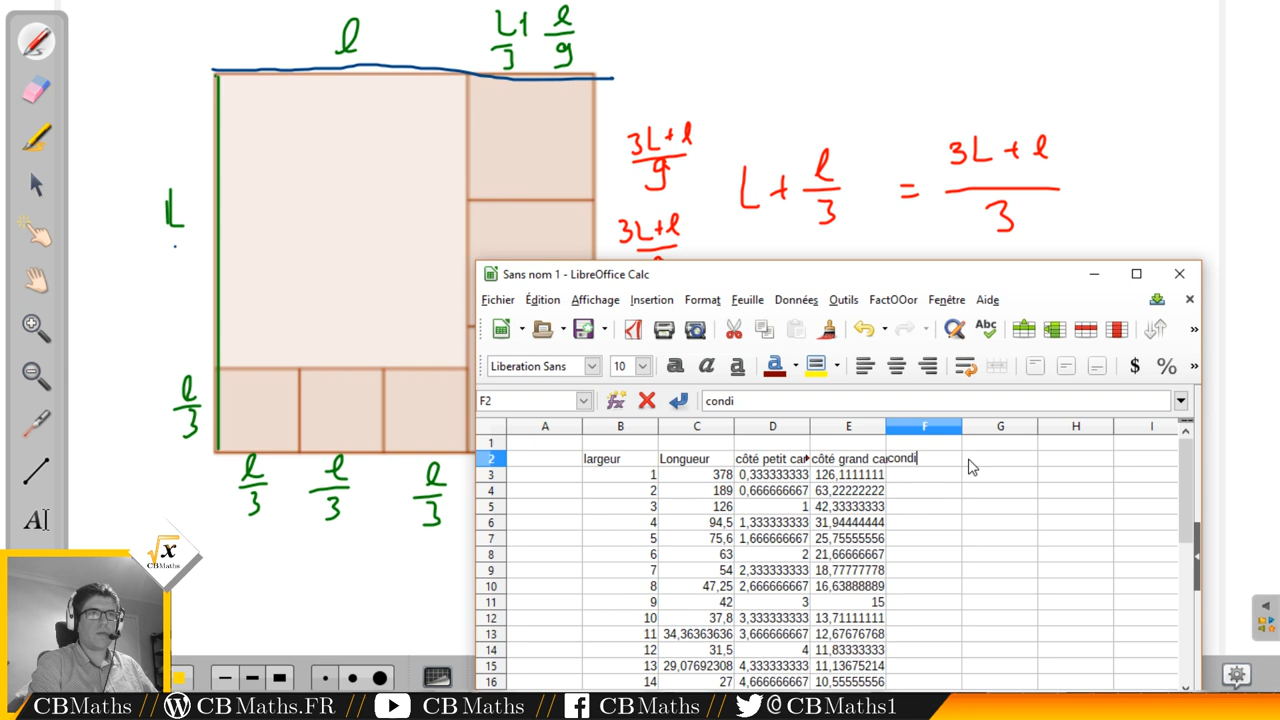 l
L/3 + l/9
L
3L+l/9
3L+l
L + l/3 = 3L + l/3
l/3
l/3 l/3 l/3
Sans nom 1 - LibreOffice Calc
Fichier Édition Affichage Insertion Format Feuille Données Outils FactOOor Fenêtre Aide
Liberation Sans 10
F2 condi
A B C D E F G H I
1
2 largeur Longueur côté petit car côté grand ca condi
3 1 378 0,333333333 126,1111111
4 2 189 0,666666667 63,22222222
5 3 126 1 42,33333333
6 4 94,5 1,333333333 31,94444444
7 5 75,6 1,666666667 25,75555556
8 6 63 2 21,66666667
9 7 54 2,333333333 18,77777778
10 8 47,25 2,666666667 16,63888889
11 9 42 3 15
12 10 37,8 3,333333333 13,71111111
13 11 34,36363636 3,666666667 12,67676768
14 12 31,5 4 11,83333333
15 13 29,07692308 4,333333333 11,13675214
16 14 27 4,666666667 10,55555556
√x
CBMaths
CBMaths CBMaths.FR CBMaths CBMaths @CBMaths1